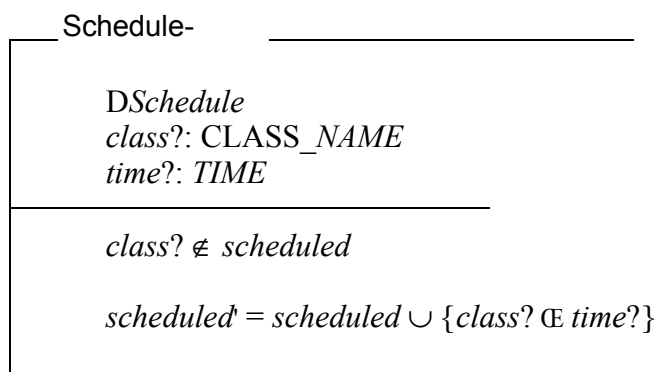 Schedule-
DSchedule
class?: CLASS_NAME
time?: TIME
class? ∉ scheduled
scheduled' = scheduled ∪ {class? Œ time?}